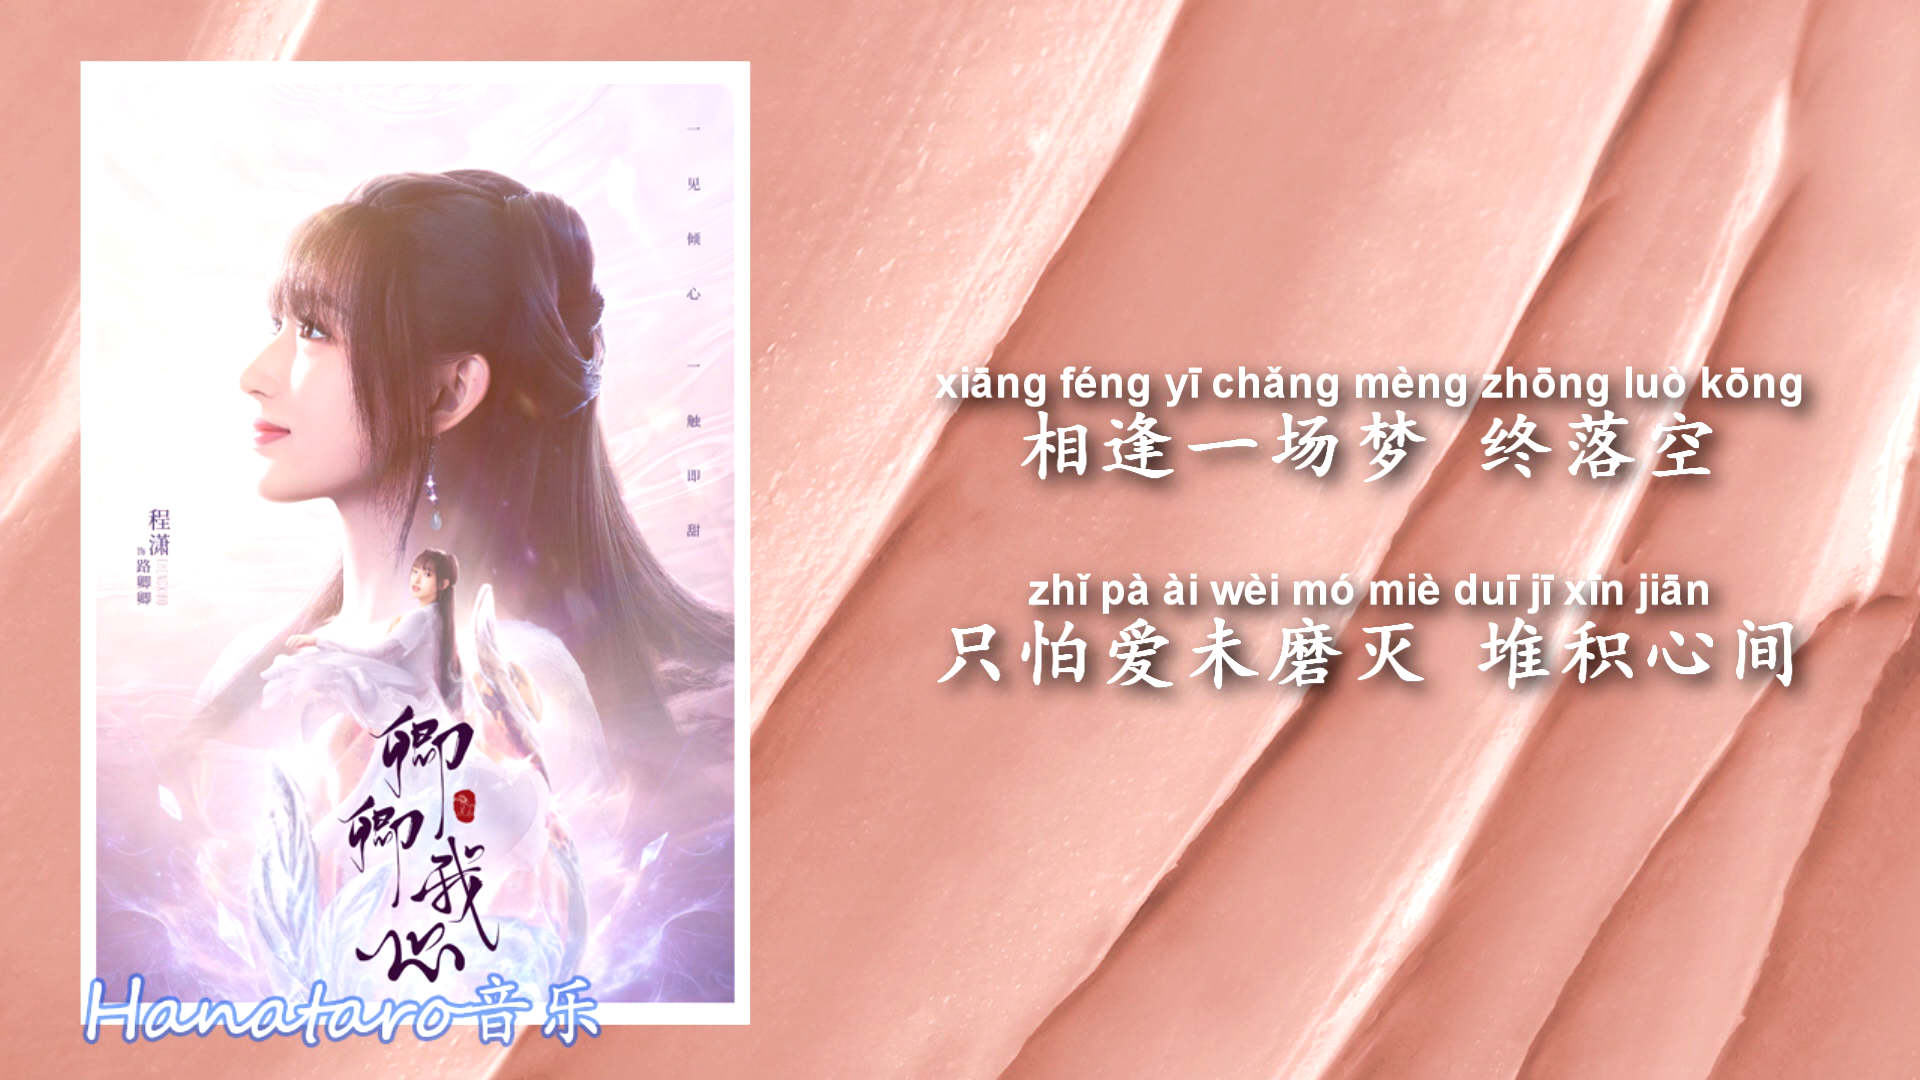 一见倾心 一触即甜
程潇
饰路卿卿
卿卿我心
Hanataro音乐
xiāng féng yī chǎng mèng zhōng luò kōng
相逢一场梦 终落空
zhǐ pà ài wèi mó miè duī jī xīn jiān
只怕爱未磨灭 堆积心间